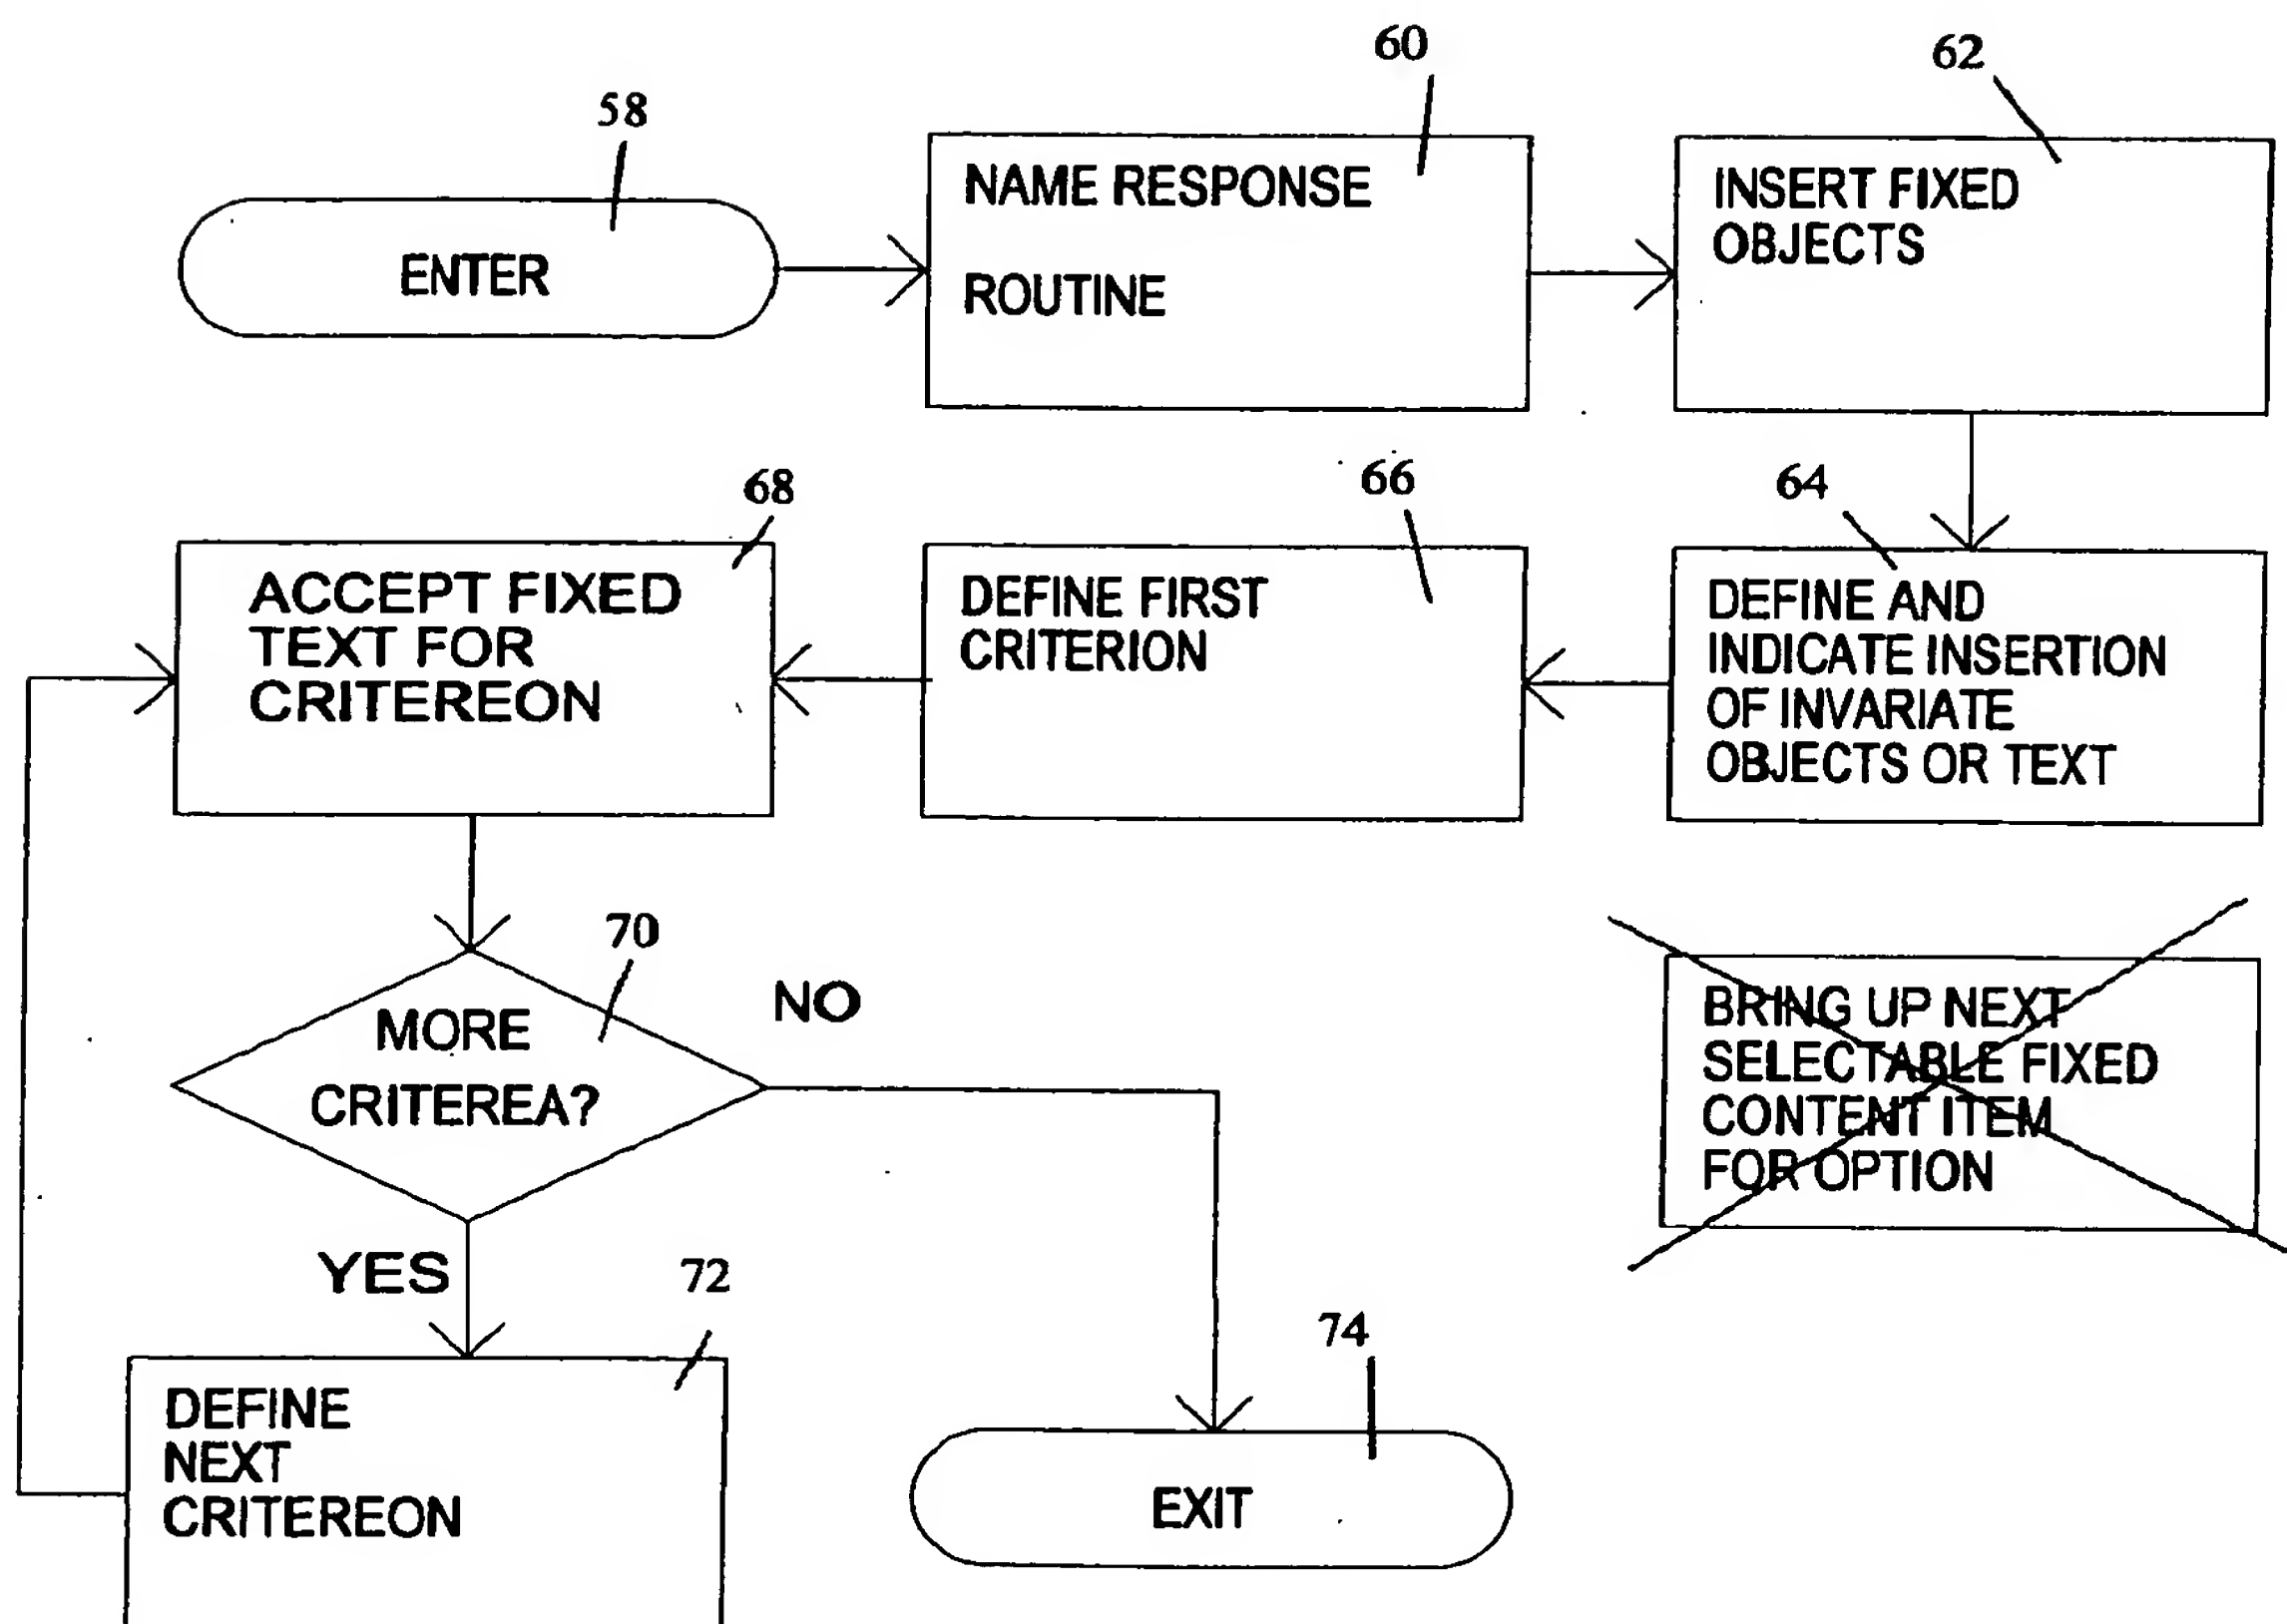 58
ENTER
60
NAME RESPONSE
ROUTINE
62
INSERT FIXED
OBJECTS
64
DEFINE AND
INDICATE INSERTION
OF INVARIATE
OBJECTS OR TEXT
66
DEFINE FIRST
CRITERION
68
ACCEPT FIXED
TEXT FOR
CRITEREON
70
MORE
CRITEREA?
NO
YES
72
DEFINE
NEXT
CRITEREON
74
EXIT
BRING UP NEXT
SELECTABLE FIXED
CONTENT ITEM
FOR OPTION